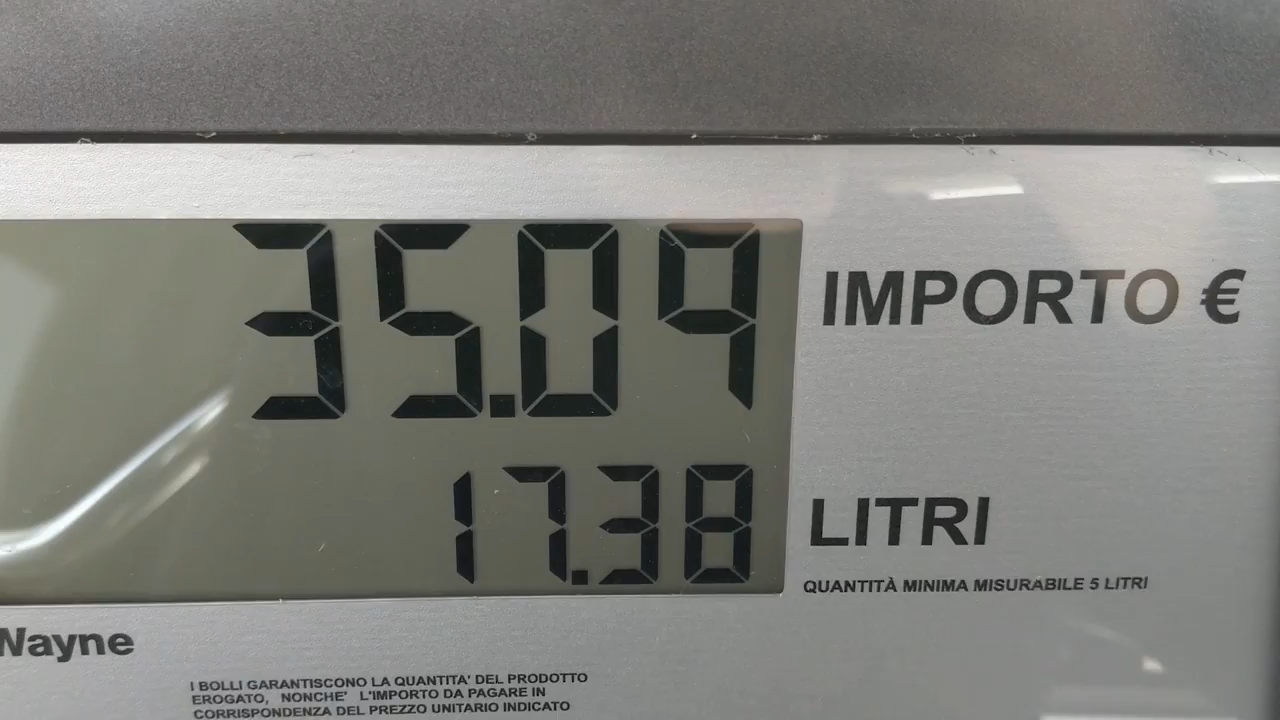 35.09 IMPORTO €
17.38 LITRI
QUANTITÀ MINIMA MISURABILE 5 LITRI
Wayne
I BOLLI GARANTISCONO LA QUANTITA' DEL PRODOTTO
EROGATO, NONCHE' L'IMPORTO DA PAGARE IN
CORRISPONDENZA DEL PREZZO UNITARIO INDICATO